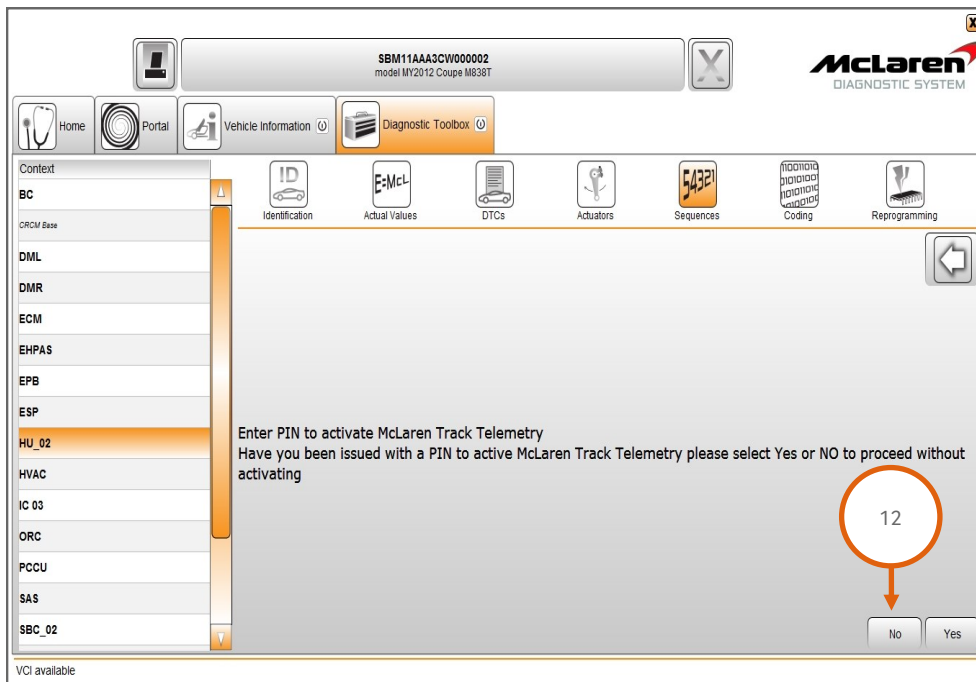 X
SBM11AAA3CW000002
model MY2012 Coupe M838T
X
McLaren
DIAGNOSTIC SYSTEM
Home
Portal
Vehicle Information
Diagnostic Toolbox
Context
BC
CRCM Base
DML
DMR
ECM
EHPAS
EPB
ESP
HU_02
HVAC
IC 03
ORC
PCCU
SAS
SBC_02
ID
Identification
E=McL
Actual Values
DTCs
Actuators
54321
Sequences
Coding
Reprogramming
Enter PIN to activate McLaren Track Telemetry
Have you been issued with a PIN to active McLaren Track Telemetry please select Yes or NO to proceed without
activating
12
No
Yes
VCI available